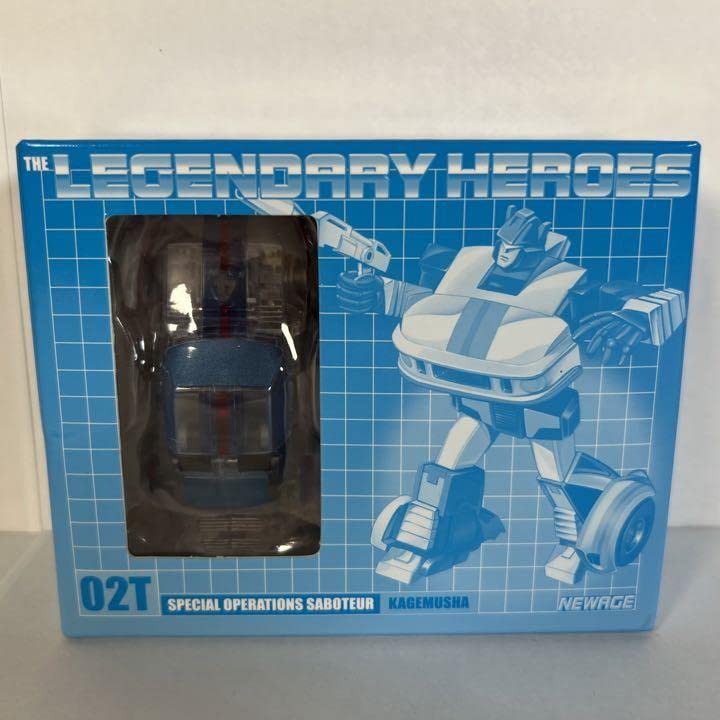 THE LEGENDARY HEROES
02T SPECIAL OPERATIONS SABOTEUR KAGEMUSHA NEWAGE